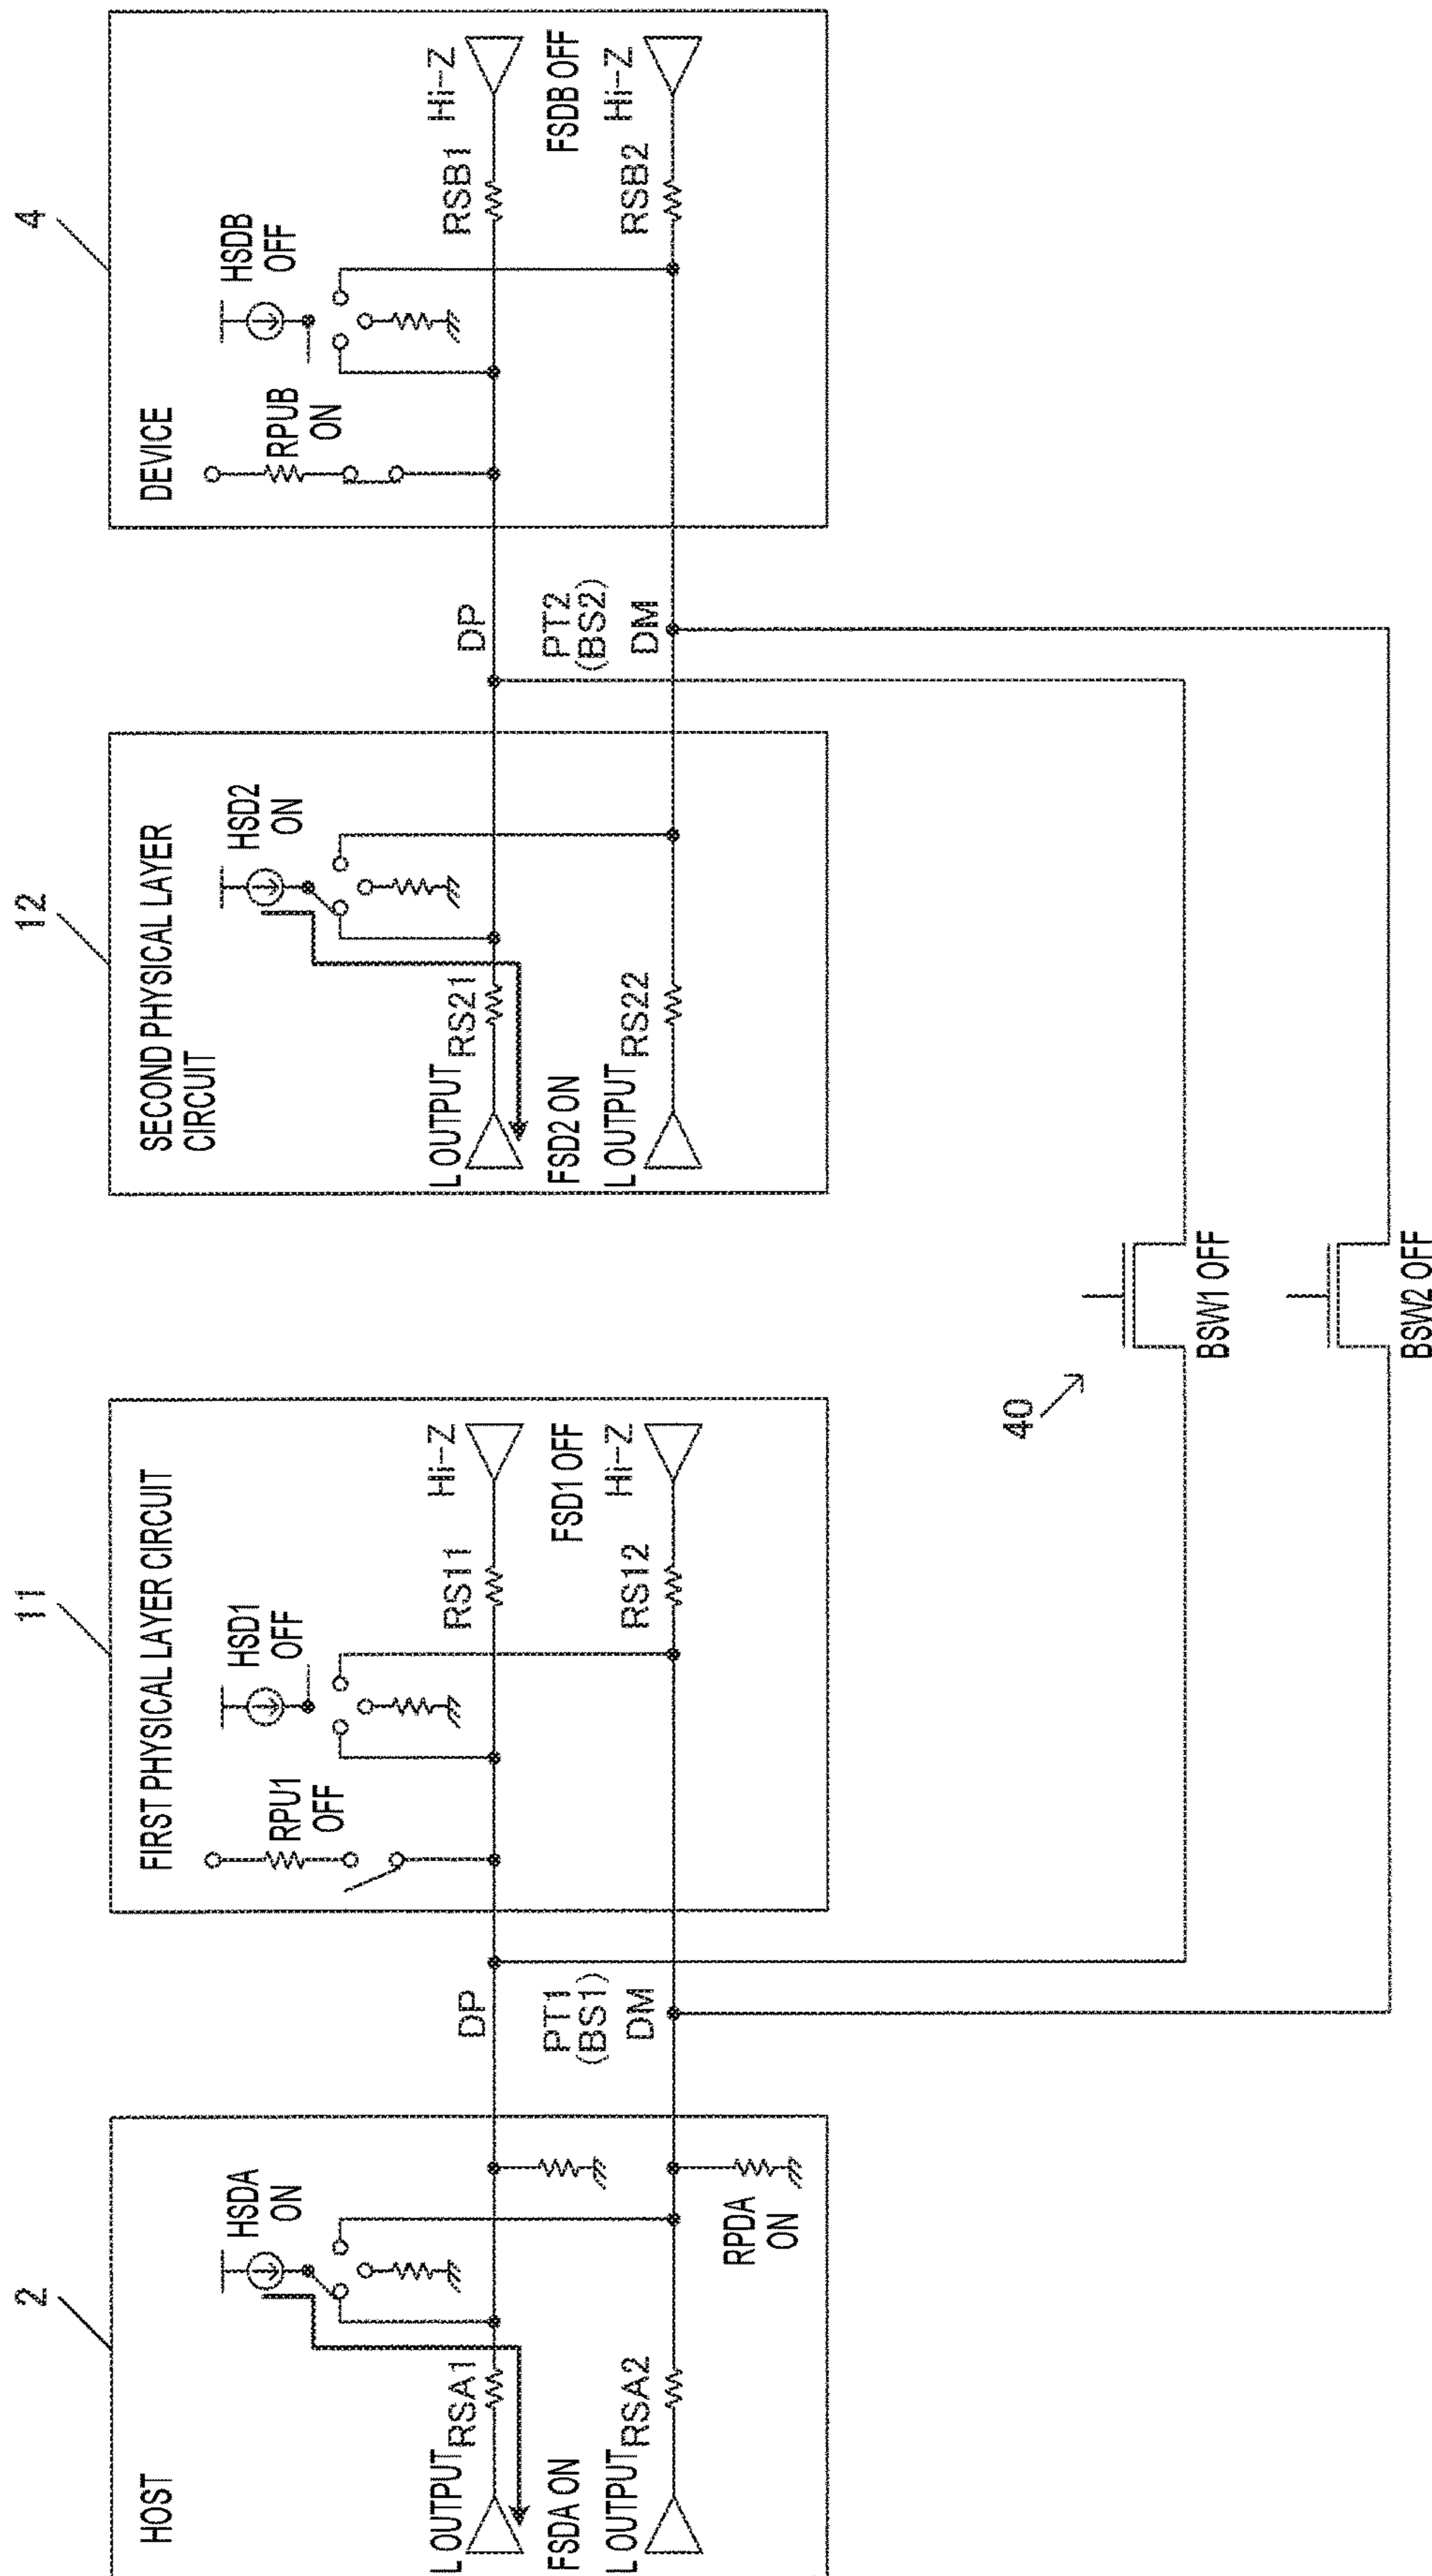 2
HOST
HSDA
ON
L OUTPUT
RSA1
FSDA ON
L OUTPUT
RSA2
RPDA
ON
DP
PT1
(BS1)
DM
11
FIRST PHYSICAL LAYER CIRCUIT
RPU1
OFF
HSD1
OFF
RS11
Hi-Z
FSD1 OFF
RS12
Hi-Z
40
BSW1 OFF
BSW2 OFF
12
SECOND PHYSICAL LAYER
CIRCUIT
HSD2
ON
L OUTPUT
RS21
FSD2 ON
L OUTPUT
RS22
DP
PT2
(BS2)
DM
4
DEVICE
RPUB
ON
HSDB
OFF
RSB1
Hi-Z
FSDB OFF
RSB2
Hi-Z